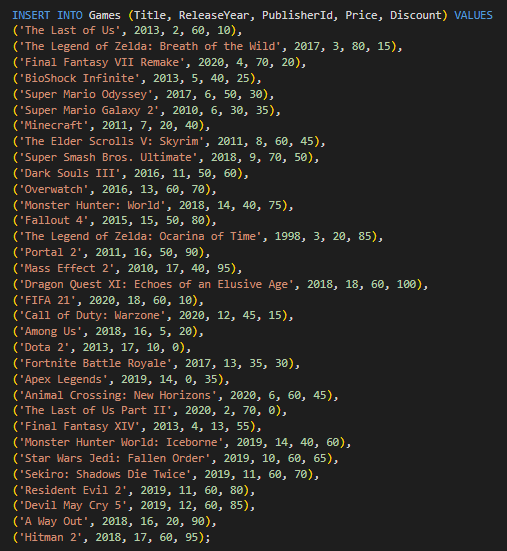 INSERT INTO Games (Title, ReleaseYear, PublisherId, Price, Discount) VALUES
('The Last of Us', 2013, 2, 60, 10),
('The Legend of Zelda: Breath of the Wild', 2017, 3, 80, 15),
('Final Fantasy VII Remake', 2020, 4, 70, 20),
('BioShock Infinite', 2013, 5, 40, 25),
('Super Mario Odyssey', 2017, 6, 50, 30),
('Super Mario Galaxy 2', 2010, 6, 30, 35),
('Minecraft', 2011, 7, 20, 40),
('The Elder Scrolls V: Skyrim', 2011, 8, 60, 45),
('Super Smash Bros. Ultimate', 2018, 9, 70, 50),
('Dark Souls III', 2016, 11, 50, 60),
('Overwatch', 2016, 13, 60, 70),
('Monster Hunter: World', 2018, 14, 40, 75),
('Fallout 4', 2015, 15, 50, 80),
('The Legend of Zelda: Ocarina of Time', 1998, 3, 20, 85),
('Portal 2', 2011, 16, 50, 90),
('Mass Effect 2', 2010, 17, 40, 95),
('Dragon Quest XI: Echoes of an Elusive Age', 2018, 18, 60, 100),
('FIFA 21', 2020, 18, 60, 10),
('Call of Duty: Warzone', 2020, 12, 45, 15),
('Among Us', 2018, 16, 5, 20),
('Dota 2', 2013, 17, 10, 0),
('Fortnite Battle Royale', 2017, 13, 35, 30),
('Apex Legends', 2019, 14, 0, 35),
('Animal Crossing: New Horizons', 2020, 6, 60, 45),
('The Last of Us Part II', 2020, 2, 70, 0),
('Final Fantasy XIV', 2013, 4, 13, 55),
('Monster Hunter World: Iceborne', 2019, 14, 40, 60),
('Star Wars Jedi: Fallen Order', 2019, 10, 60, 65),
('Sekiro: Shadows Die Twice', 2019, 11, 60, 70),
('Resident Evil 2', 2019, 11, 60, 80),
('Devil May Cry 5', 2019, 12, 60, 85),
('A Way Out', 2018, 16, 20, 90),
('Hitman 2', 2018, 17, 60, 95);